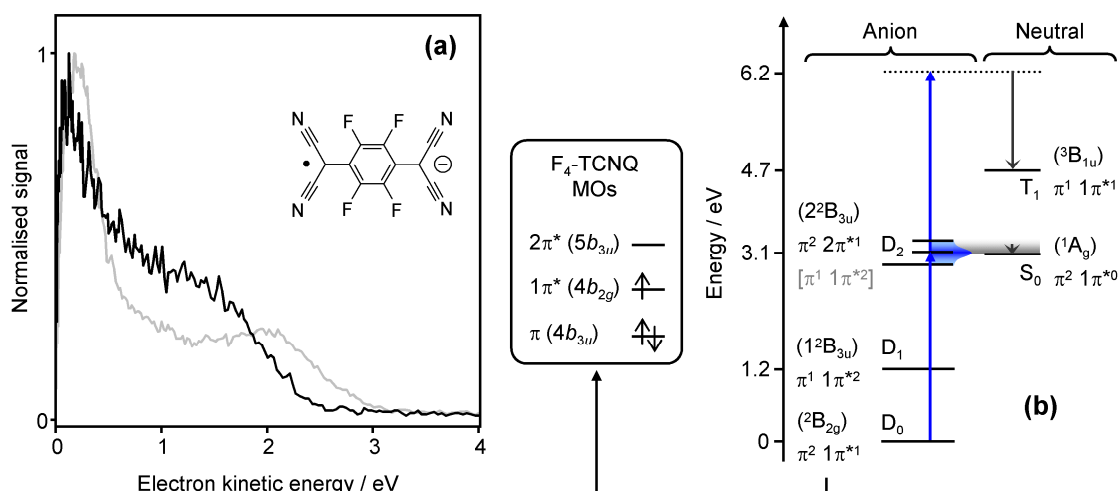 (a)
Normalised signal
1
0
0
1
2
3
4
Electron kinetic energy / eV
N
N
F
F
N
N
F
F
F₄-TCNQ
MOs
2π* (5b₃ᵤ)
1π* (4b₂g)
π (4b₃ᵤ)
Anion
Neutral
Energy / eV
6.2
4.7
3.1
1.2
0
(³B₁ᵤ)
T₁ π¹ 1π*¹
(2²B₃ᵤ)
π² 2π*¹ D₂
[π¹ 1π*²]
(¹Ag)
S₀ π² 1π*⁰
(1²B₃ᵤ) D₁
π¹ 1π*²
(²B₂g) D₀
π² 1π*¹
(b)